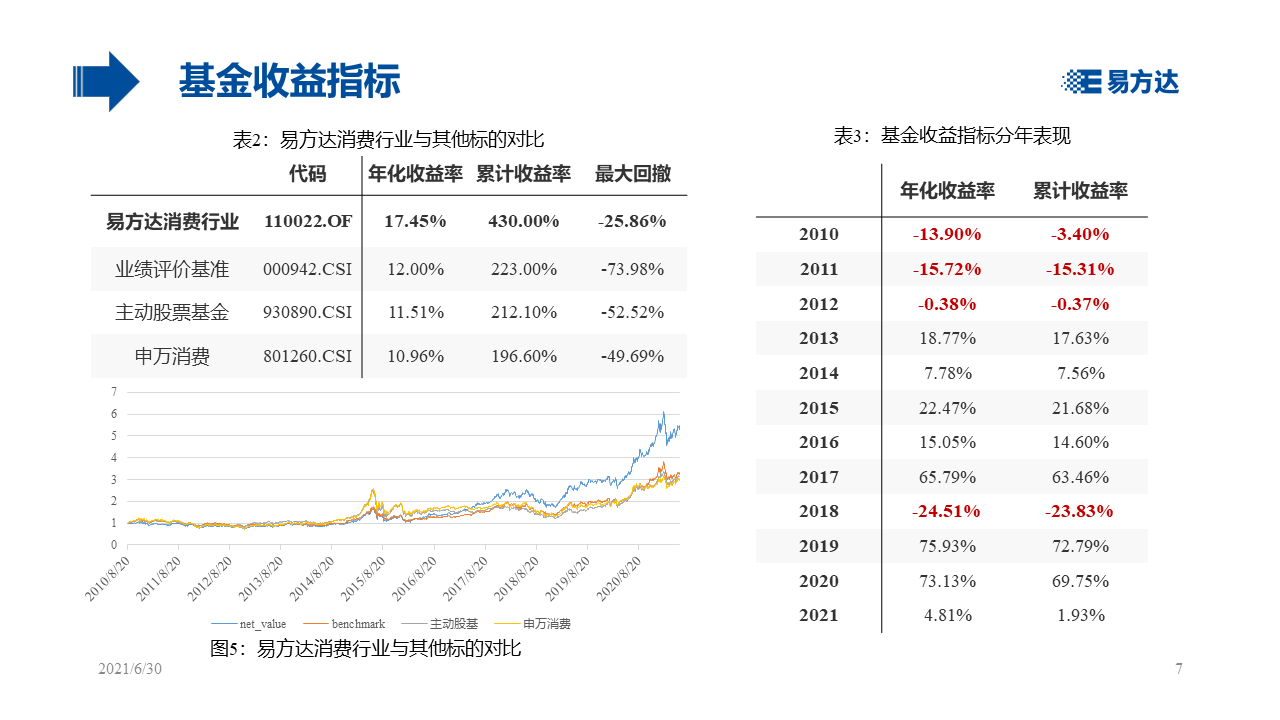 基金收益指标
易方达
表2：易方达消费行业与其他标的对比
代码 年化收益率 累计收益率 最大回撤
易方达消费行业 110022.OF 17.45% 430.00% -25.86%
业绩评价基准 000942.CSI 12.00% 223.00% -73.98%
主动股票基金 930890.CSI 11.51% 212.10% -52.52%
申万消费 801260.CSI 10.96% 196.60% -49.69%
7
6
5
4
3
2
1
0
2010/8/20 2011/8/20 2012/8/20 2013/8/20 2014/8/20 2015/8/20 2016/8/20 2017/8/20 2018/8/20 2019/8/20 2020/8/20
net_value benchmark 主动股基 申万消费
图5：易方达消费行业与其他标的对比
表3：基金收益指标分年表现
年化收益率 累计收益率
2010 -13.90% -3.40%
2011 -15.72% -15.31%
2012 -0.38% -0.37%
2013 18.77% 17.63%
2014 7.78% 7.56%
2015 22.47% 21.68%
2016 15.05% 14.60%
2017 65.79% 63.46%
2018 -24.51% -23.83%
2019 75.93% 72.79%
2020 73.13% 69.75%
2021 4.81% 1.93%
2021/6/30
7